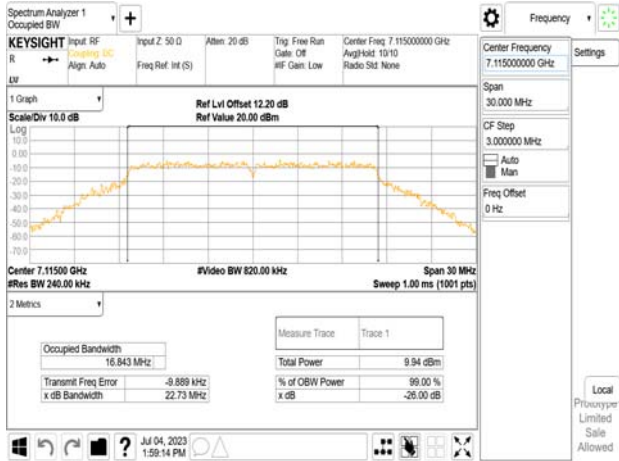 Spectrum Analyzer 1
Occupied BW
Frequency
KEYSIGHT Input: RF Input Z: 50 Ω Atten: 20 dB Trig: Free Run Center Freq: 7.115000000 GHz
R Coupling: DC Gate: Off Avg|Hold: 10/10
Align: Auto Freq Ref: Int (S) #IF Gain: Low Radio Std: None
LXI
Center Frequency
7.115000000 GHz
Settings
Span
30.000 MHz
CF Step
3.000000 MHz
Auto
Man
Freq Offset
0 Hz
1 Graph
Ref Lvl Offset 12.20 dB
Scale/Div 10.0 dB Ref Value 20.00 dBm
Log
10.0
0.00
-10.0
-20.0
-30.0
-40.0
-50.0
-60.0
-70.0
Center 7.11500 GHz #Video BW 820.00 kHz Span 30 MHz
#Res BW 240.00 kHz Sweep 1.00 ms (1001 pts)
2 Metrics
Measure Trace Trace 1
Occupied Bandwidth
16.843 MHz
Total Power 9.94 dBm
Transmit Freq Error -9.889 kHz % of OBW Power 99.00 %
x dB Bandwidth 22.73 MHz x dB -26.00 dB
Local
Prototype
Limited
Sale
Allowed
Jul 04, 2023
1:59:14 PM